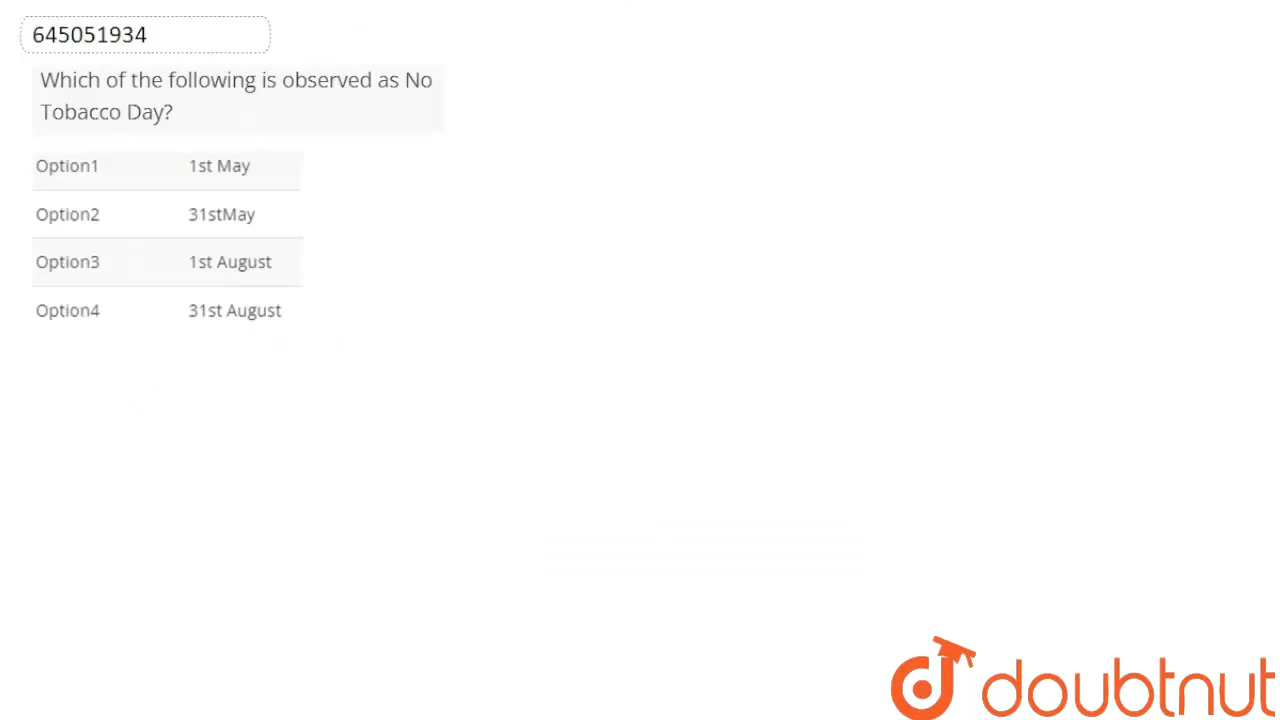 645051934
Which of the following is observed as No
Tobacco Day?
Option1 1st May
Option2 31stMay
Option3 1st August
Option4 31st August
doubtnut